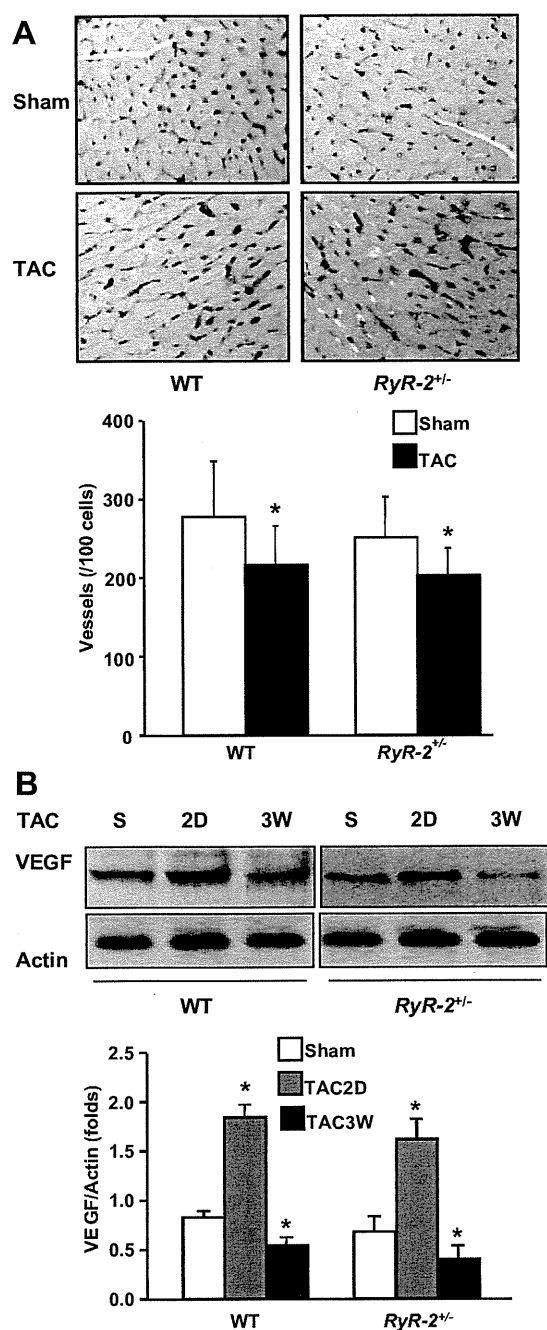 A
Sham
TAC
WT RyR-2+/-
400
300
200
100
0
Vessels (/100 cells)
Sham
TAC
* *
WT RyR-2+/-
B
TAC S 2D 3W S 2D 3W
VEGF
Actin
WT RyR-2+/-
2.5
2.0
1.5
1.0
0.5
0.0
VEGF/Actin (folds)
Sham
TAC2D
TAC3W
* * * *
WT RyR-2+/-